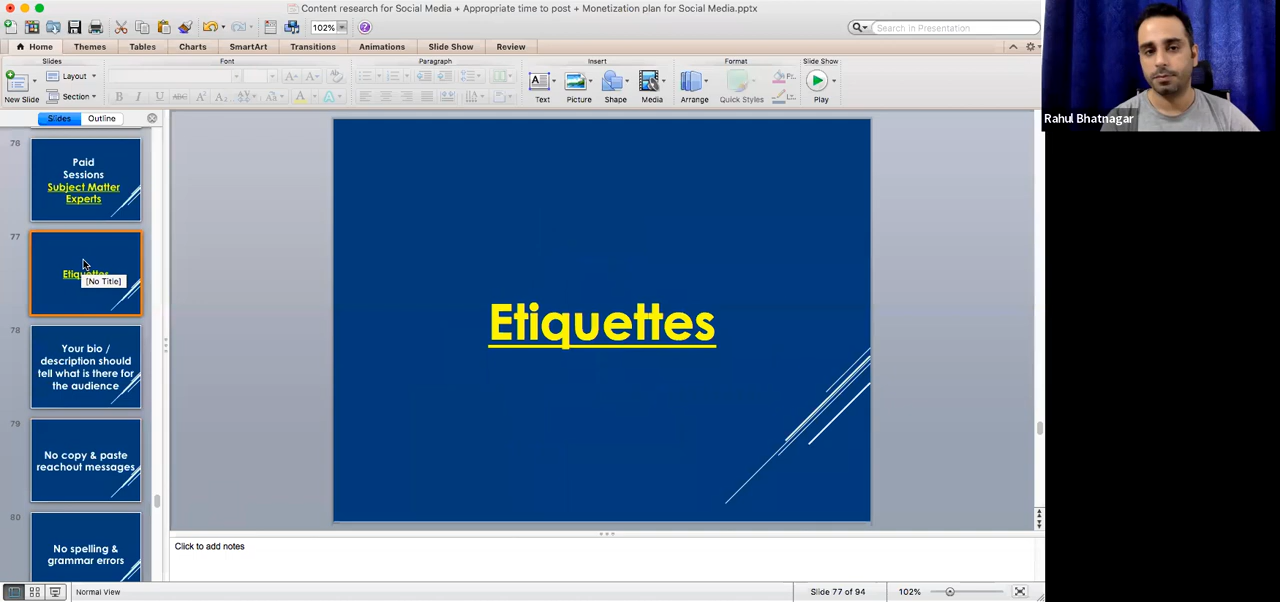 Content research for Social Media + Appropriate time to post + Monetization plan for Social Media.pptx
102%
Search in Presentation
Home
Themes
Tables
Charts
SmartArt
Transitions
Animations
Slide Show
Review
Slides
Font
Paragraph
Insert
Format
Slide Show
New Slide
Layout
Section
B I U ABC A² A₂
Text
Picture
Shape
Media
Arrange
Quick Styles
Play
Rahul Bhatnagar
Slides
Outline
78
Paid
Sessions
Subject Matter
Experts
77
Etiquettes
[No Title]
78
Your bio /
description should
tell what is there for
the audience
79
No copy & paste
reachout messages
80
No spelling &
grammar errors
Etiquettes
Click to add notes
Normal View
Slide 77 of 94
102%